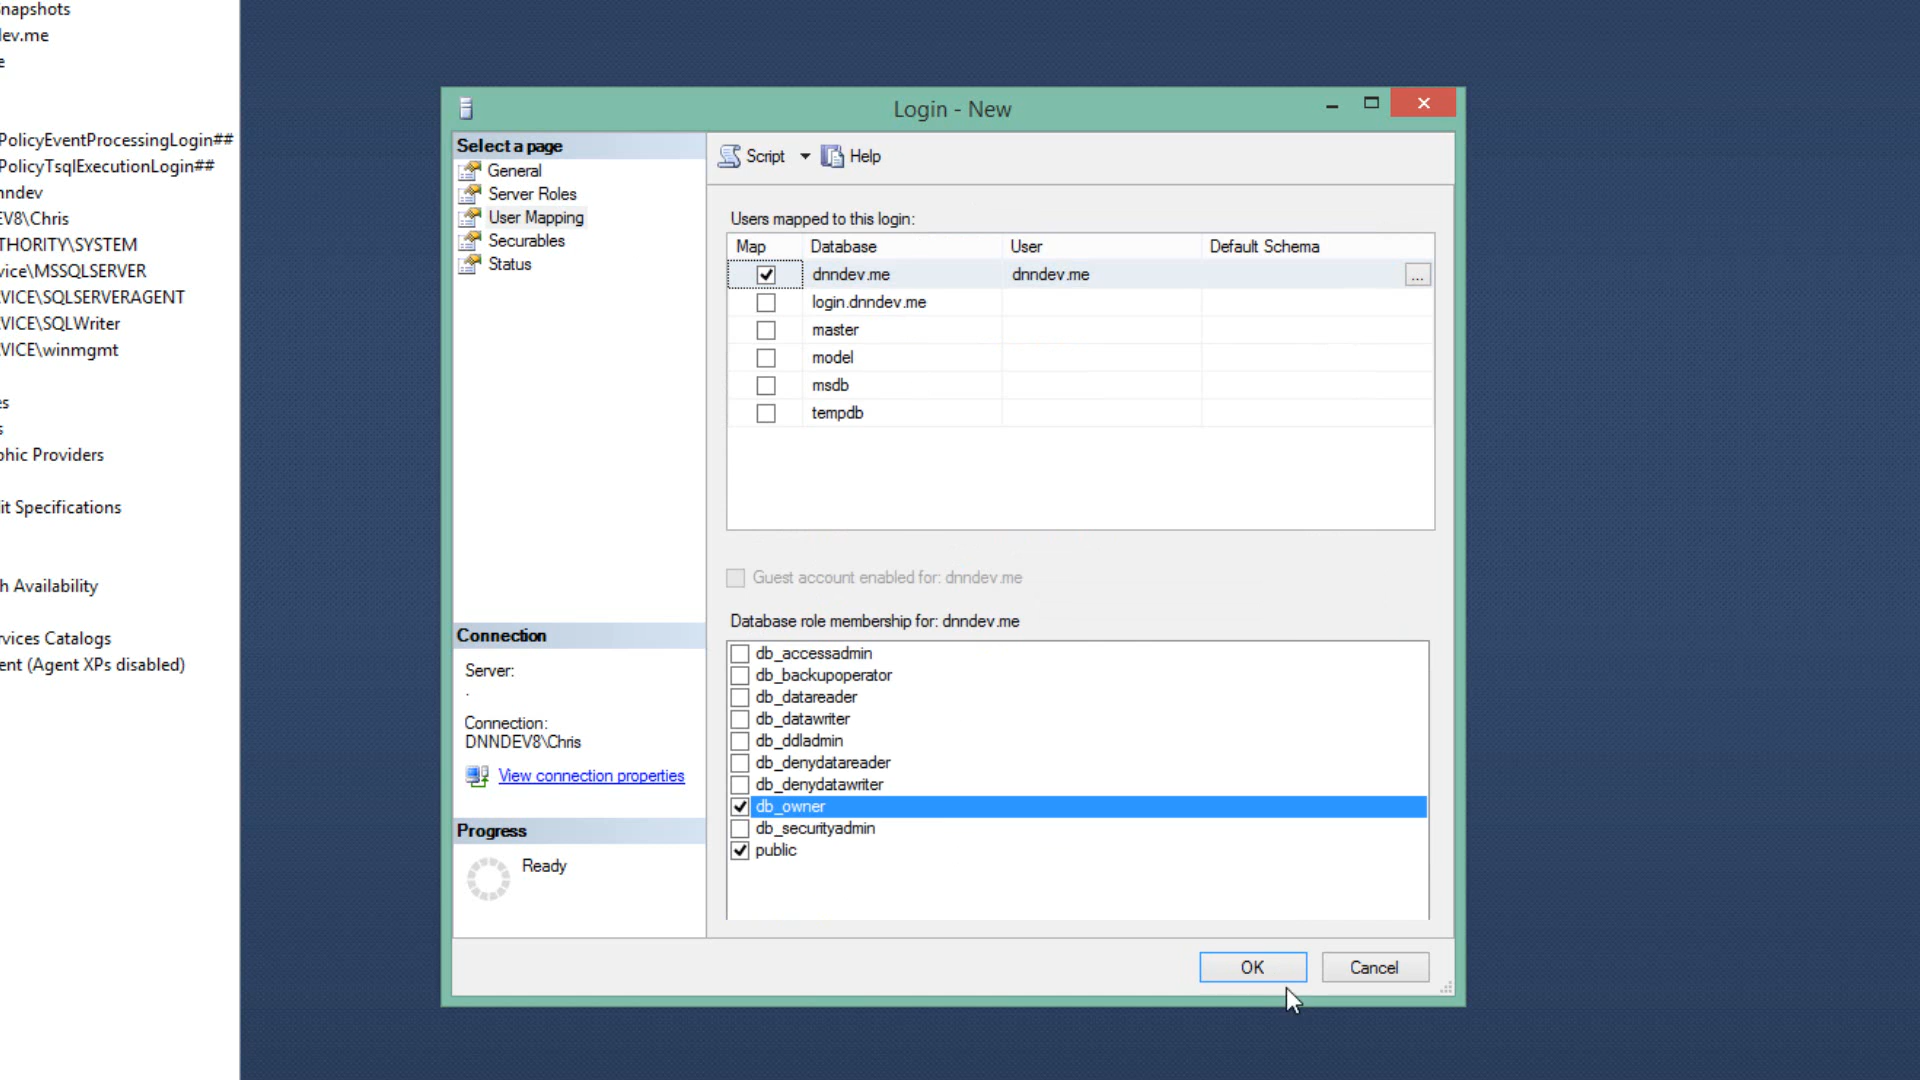 napshots
ev.me
e
PolicyEventProcessingLogin##
PolicyTsqlExecutionLogin##
nndev
EV8\Chris
THORITY\SYSTEM
vice\MSSQLSERVER
VICE\SQLSERVERAGENT
VICE\SQLWriter
VICE\winmgmt
es
s
phic Providers
it Specifications
h Availability
vices Catalogs
ent (Agent XPs disabled)
Login - New
Select a page
General
Server Roles
User Mapping
Securables
Status
Script Help
Users mapped to this login:
Map Database User Default Schema
dnndev.me dnndev.me ...
login.dnndev.me
master
model
msdb
tempdb
Guest account enabled for: dnndev.me
Database role membership for: dnndev.me
db_accessadmin
db_backupoperator
db_datareader
db_datawriter
db_ddladmin
db_denydatareader
db_denydatawriter
db_owner
db_securityadmin
public
Connection
Server:
.
Connection:
DNNDEV8\Chris
View connection properties
Progress
Ready
OK Cancel